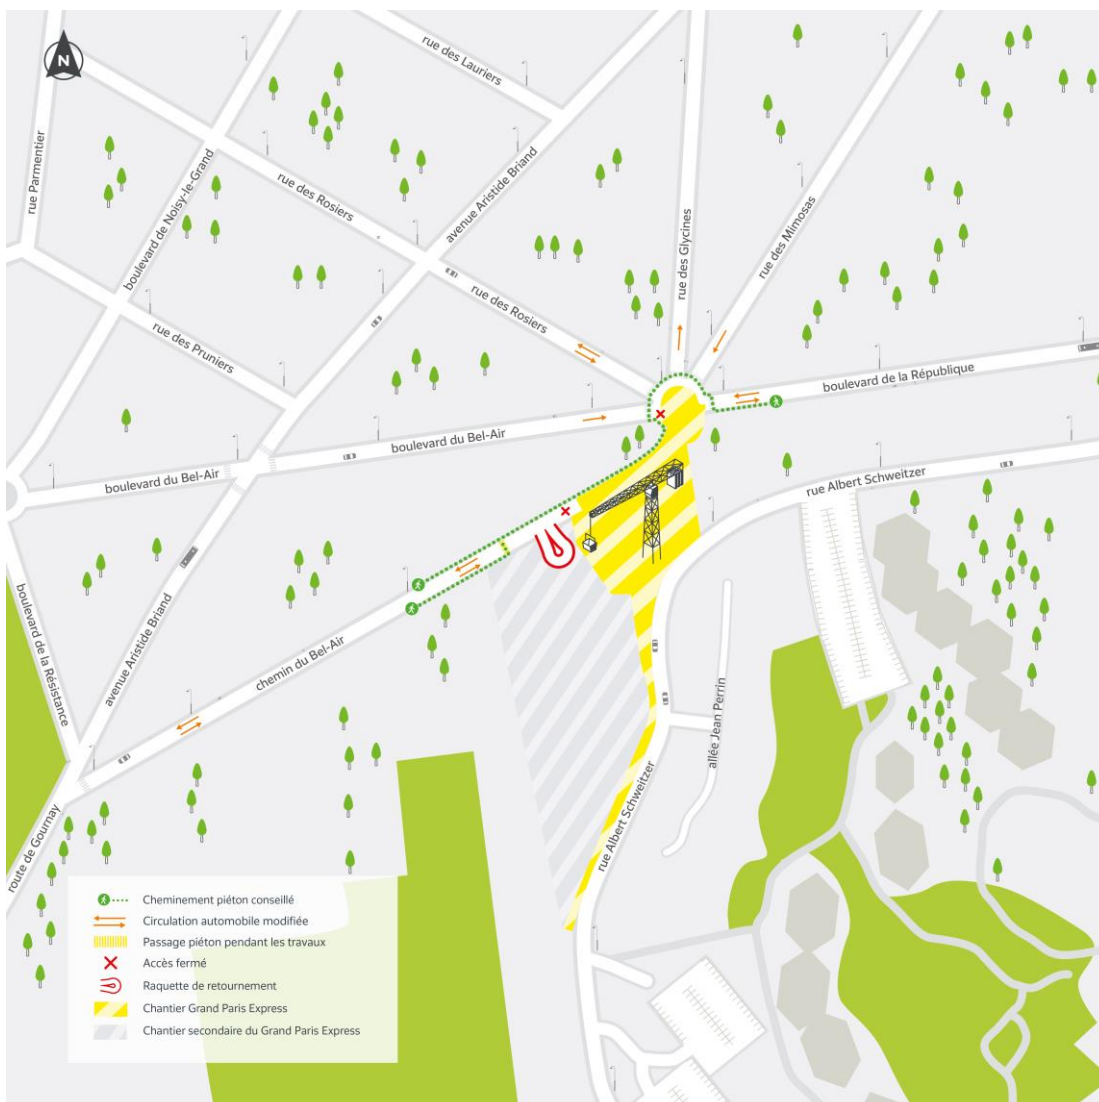 N
rue des Lauriers
rue Parmentier
boulevard de Noisy-le-Grand
rue des Rosiers
avenue Aristide Briand
rue des Glycines
rue des Mimosas
rue des Rosiers
rue des Pruniers
boulevard de la République
boulevard du Bel-Air
boulevard du Bel-Air
rue Albert Schweitzer
boulevard de la Résistance
avenue Aristide Briand
chemin du Bel-Air
allée Jean Perrin
rue Albert Schweitzer
route de Gournay
Cheminement piéton conseillé
Circulation automobile modifiée
Passage piéton pendant les travaux
Accès fermé
Raquette de retournement
Chantier Grand Paris Express
Chantier secondaire du Grand Paris Express